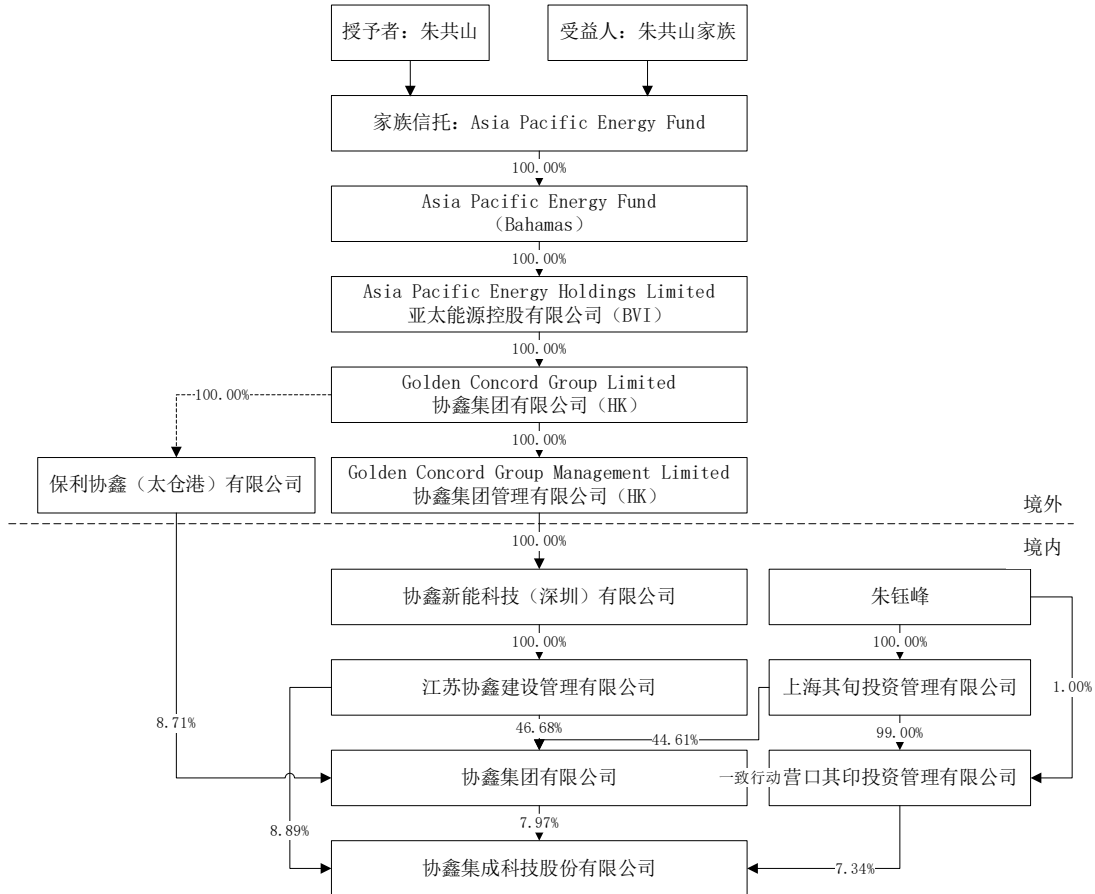 授予者：朱共山
受益人：朱共山家族
家族信托：Asia Pacific Energy Fund
100.00%
Asia Pacific Energy Fund
（Bahamas）
100.00%
Asia Pacific Energy Holdings Limited
亚太能源控股有限公司（BVI）
100.00%
Golden Concord Group Limited
协鑫集团有限公司（HK）
100.00%
100.00%
保利协鑫（太仓港）有限公司
Golden Concord Group Management Limited
协鑫集团管理有限公司（HK）
境外
100.00%
境内
协鑫新能科技（深圳）有限公司
朱钰峰
100.00%
100.00%
江苏协鑫建设管理有限公司
上海其旬投资管理有限公司
1.00%
8.71%
46.68%
44.61%
99.00%
协鑫集团有限公司
一致行动
营口其印投资管理有限公司
8.89%
7.97%
协鑫集成科技股份有限公司
7.34%